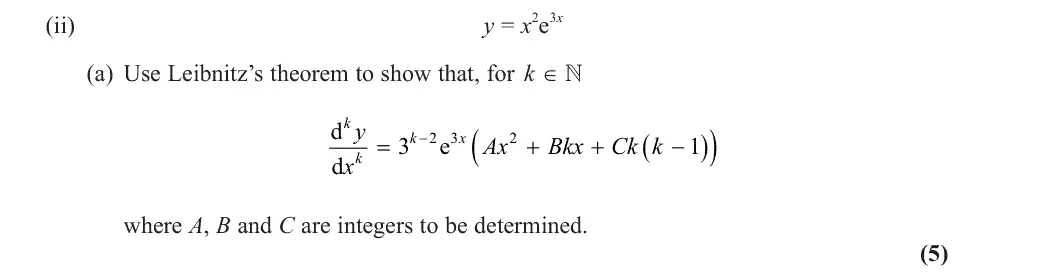 (ii) y = x²e³ˣ
(a) Use Leibnitz’s theorem to show that, for k ∈ ℕ
dᵏy/dxᵏ = 3ᵏ⁻²e³ˣ(Ax² + Bkx + Ck(k − 1))
where A, B and C are integers to be determined.
(5)